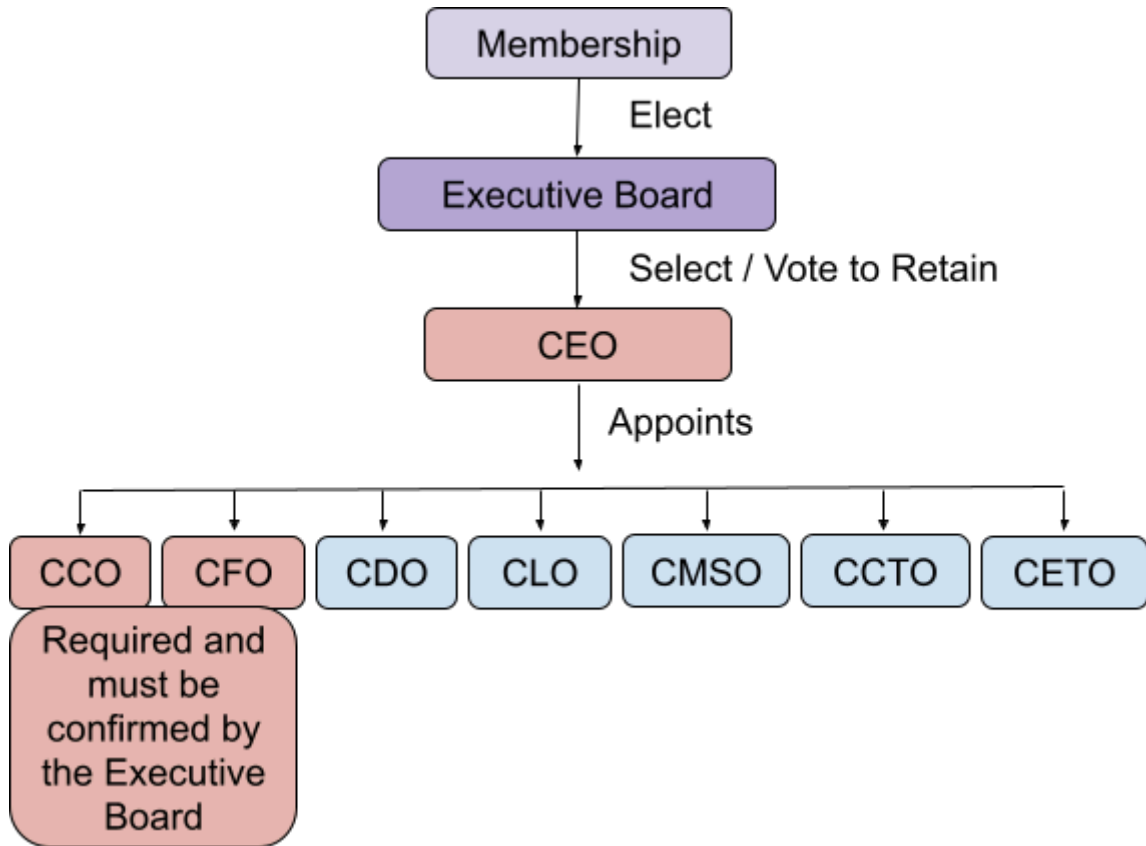 Membership
Elect
Executive Board
Select / Vote to Retain
CEO
Appoints
CCO
CFO
CDO
CLO
CMSO
CCTO
CETO
Required and
must be
confirmed by
the Executive
Board